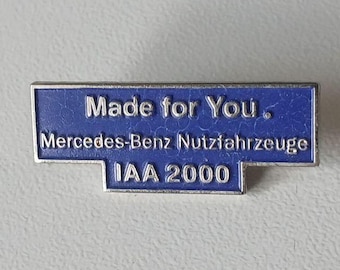 Made for You.
Mercedes-Benz Nutzfahrzeuge
IAA 2000